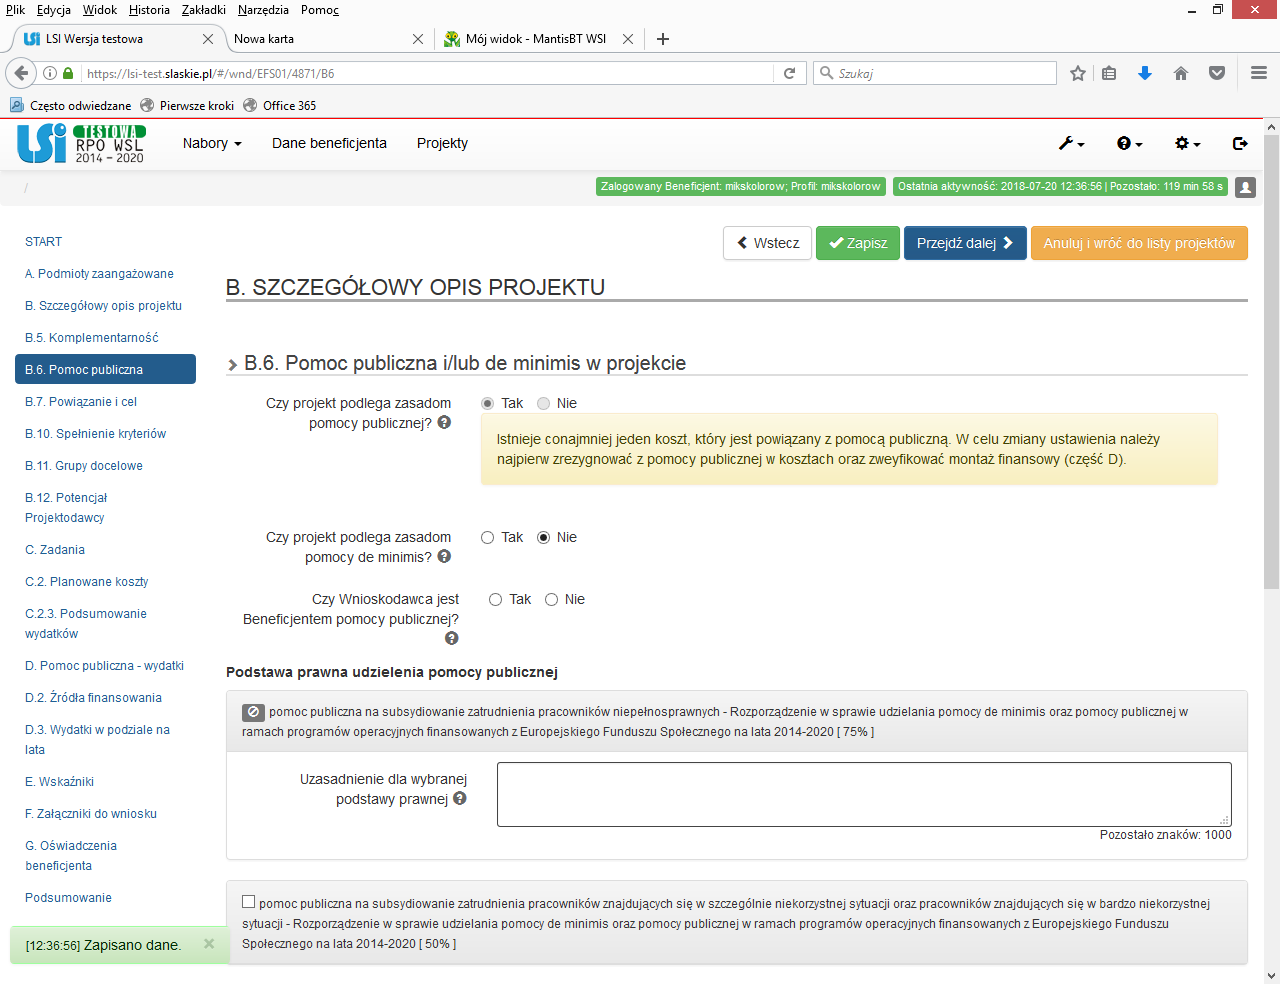 Plik Edycja Widok Historia Zakładki Narzędzia Pomoc
LSI Wersja testowa
Nowa karta
Mój widok - MantisBT WSI
https://lsi-test.slaskie.pl/#/wnd/EFS01/4871/B6
Szukaj
Często odwiedzane Pierwsze kroki Office 365
LSI TESTOWA
RPO WSL
2014 – 2020
Nabory Dane beneficjenta Projekty
/
Zalogowany Beneficjent: mikskolorow; Profil: mikskolorow
Ostatnia aktywność: 2018-07-20 12:36:56 | Pozostało: 119 min 58 s
START
A. Podmioty zaangażowane
B. Szczegółowy opis projektu
B.5. Komplementarność
B.6. Pomoc publiczna
B.7. Powiązanie i cel
B.10. Spełnienie kryteriów
B.11. Grupy docelowe
B.12. Potencjał
Projektodawcy
C. Zadania
C.2. Planowane koszty
C.2.3. Podsumowanie
wydatków
D. Pomoc publiczna - wydatki
D.2. Źródła finansowania
D.3. Wydatki w podziale na
lata
E. Wskaźniki
F. Załączniki do wniosku
G. Oświadczenia
beneficjenta
Podsumowanie
[12:36:56] Zapisano dane. ×
Wstecz Zapisz Przejdź dalej Anuluj i wróć do listy projektów
B. SZCZEGÓŁOWY OPIS PROJEKTU
B.6. Pomoc publiczna i/lub de minimis w projekcie
Czy projekt podlega zasadom
pomocy publicznej?
Tak Nie
Istnieje conajmniej jeden koszt, który jest powiązany z pomocą publiczną. W celu zmiany ustawienia należy
najpierw zrezygnować z pomocy publicznej w kosztach oraz zweyfikować montaż finansowy (część D).
Czy projekt podlega zasadom
pomocy de minimis?
Tak Nie
Czy Wnioskodawca jest
Beneficjentem pomocy publicznej?
Tak Nie
Podstawa prawna udzielenia pomocy publicznej
pomoc publiczna na subsydiowanie zatrudnienia pracowników niepełnosprawnych - Rozporządzenie w sprawie udzielania pomocy de minimis oraz pomocy publicznej w
ramach programów operacyjnych finansowanych z Europejskiego Funduszu Społecznego na lata 2014-2020 [ 75% ]
Uzasadnienie dla wybranej
podstawy prawnej
Pozostało znaków: 1000
pomoc publiczna na subsydiowanie zatrudnienia pracowników znajdujących się w szczególnie niekorzystnej sytuacji oraz pracowników znajdujących się w bardzo niekorzystnej
sytuacji - Rozporządzenie w sprawie udzielania pomocy de minimis oraz pomocy publicznej w ramach programów operacyjnych finansowanych z Europejskiego Funduszu
Społecznego na lata 2014-2020 [ 50% ]